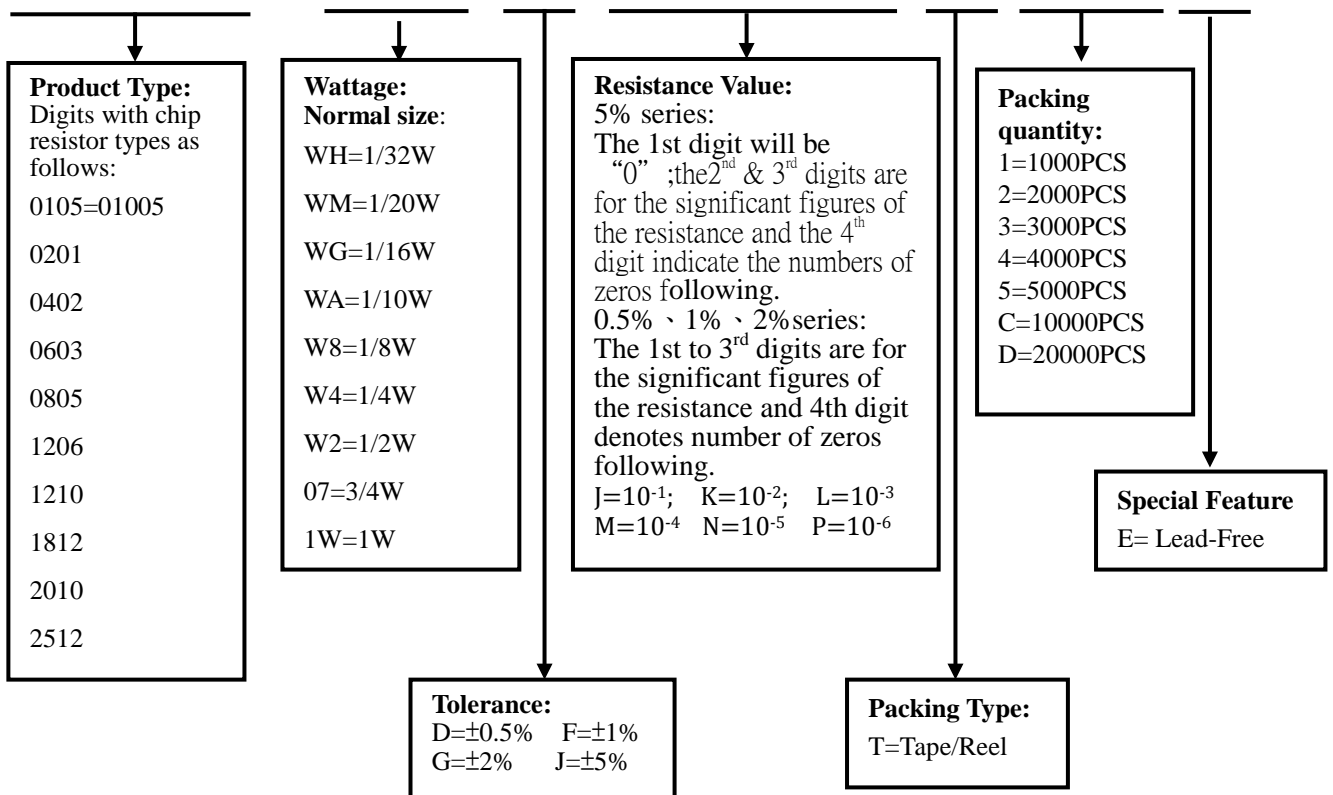 Product Type:
Digits with chip
resistor types as
follows:
0105=01005
0201
0402
0603
0805
1206
1210
1812
2010
2512
Wattage:
Normal size:
WH=1/32W
WM=1/20W
WG=1/16W
WA=1/10W
W8=1/8W
W4=1/4W
W2=1/2W
07=3/4W
1W=1W
Resistance Value:
5% series:
The 1st digit will be
“0” ;the2nd & 3rd digits are
for the significant figures of
the resistance and the 4th
digit indicate the numbers of
zeros following.
0.5%、1%、2%series:
The 1st to 3rd digits are for
the significant figures of
the resistance and 4th digit
denotes number of zeros
following.
J=10-1; K=10-2; L=10-3
M=10-4 N=10-5 P=10-6
Packing
quantity:
1=1000PCS
2=2000PCS
3=3000PCS
4=4000PCS
5=5000PCS
C=10000PCS
D=20000PCS
Special Feature
E= Lead-Free
Tolerance:
D=±0.5% F=±1%
G=±2% J=±5%
Packing Type:
T=Tape/Reel